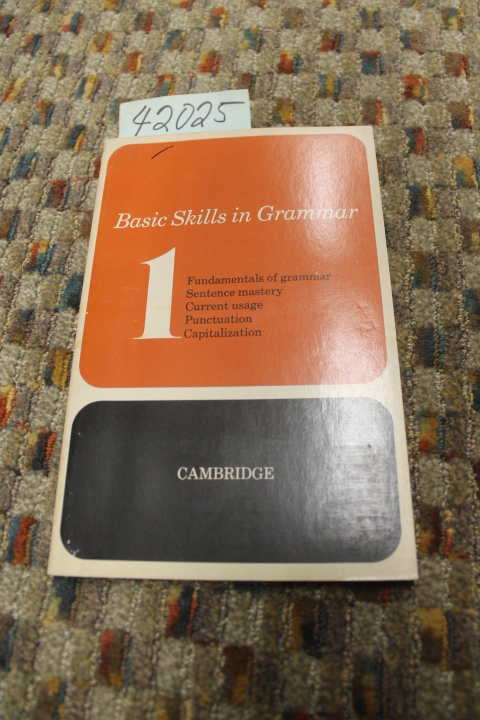 42025
Basic Skills in Grammar
1
Fundamentals of grammar
Sentence mastery
Current usage
Punctuation
Capitalization
CAMBRIDGE